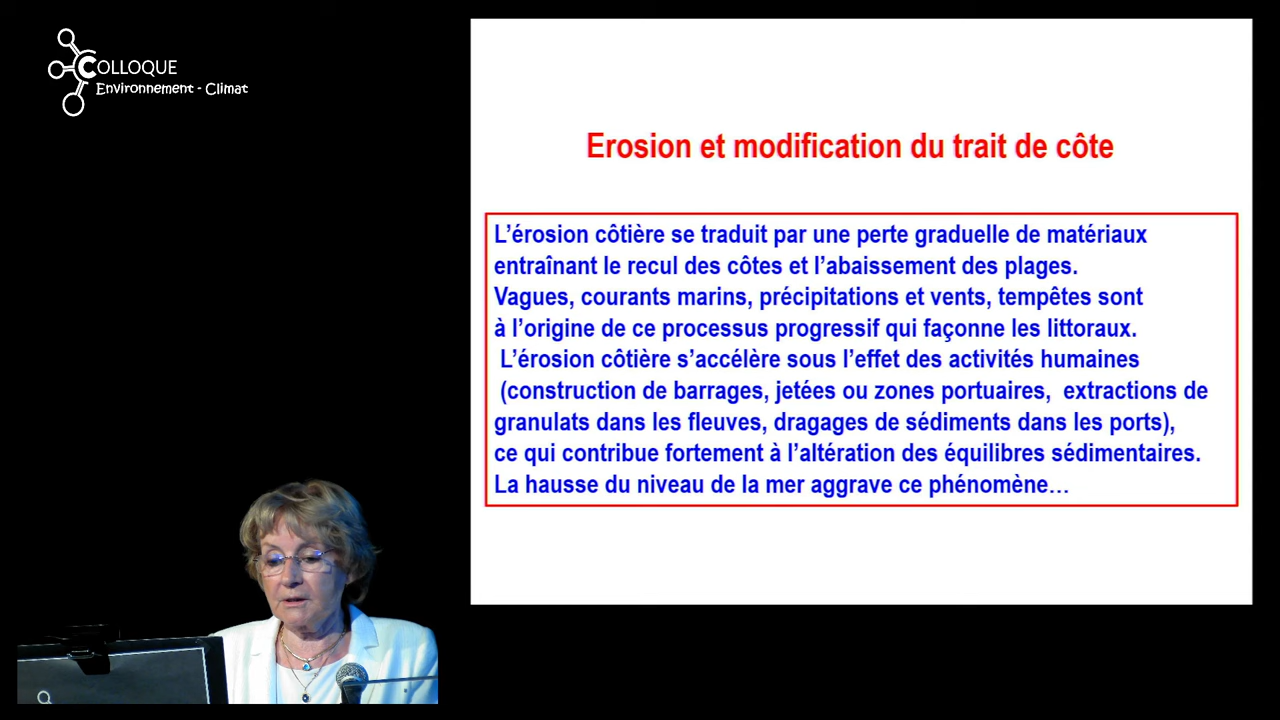 COLLOQUE
Environnement - Climat
Erosion et modification du trait de côte
L’érosion côtière se traduit par une perte graduelle de matériaux
entraînant le recul des côtes et l’abaissement des plages.
Vagues, courants marins, précipitations et vents, tempêtes sont
à l’origine de ce processus progressif qui façonne les littoraux.
L’érosion côtière s’accélère sous l’effet des activités humaines
(construction de barrages, jetées ou zones portuaires,  extractions de
granulats dans les fleuves, dragages de sédiments dans les ports),
ce qui contribue fortement à l’altération des équilibres sédimentaires.
La hausse du niveau de la mer aggrave ce phénomène…